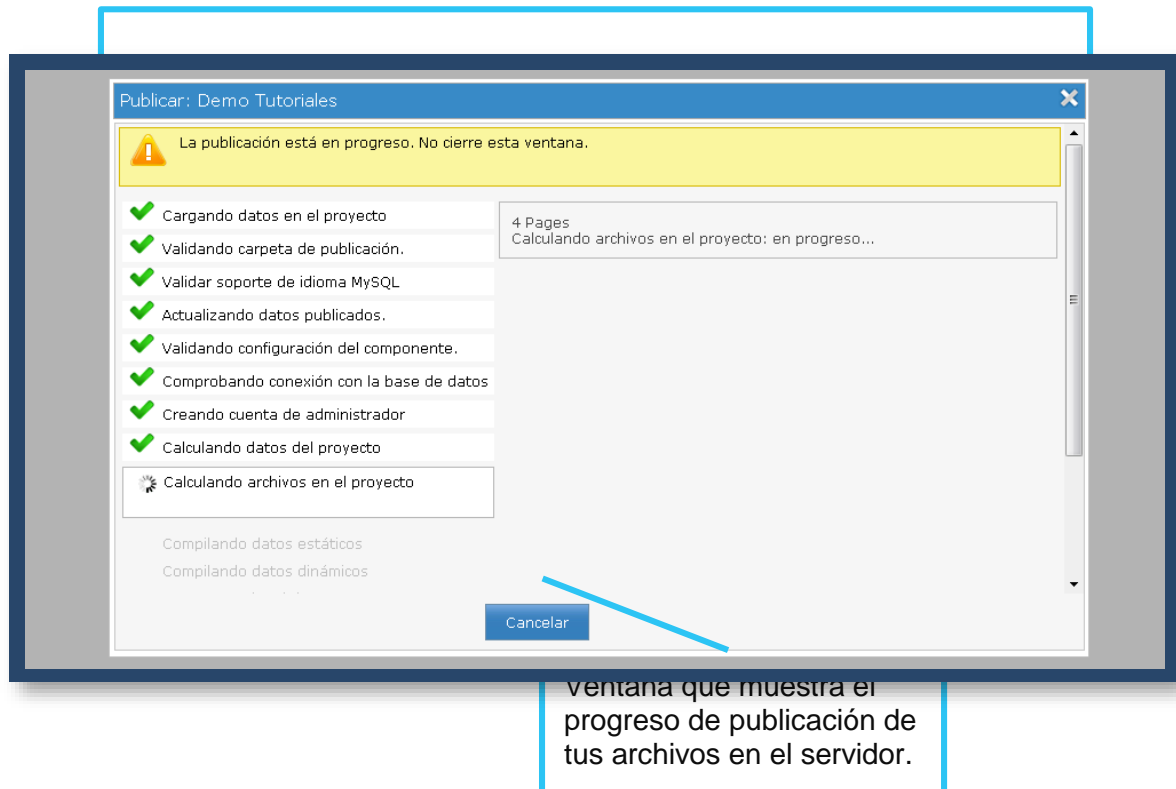 Publicar: Demo Tutoriales
La publicación está en progreso. No cierre esta ventana.
Cargando datos en el proyecto
Validando carpeta de publicación.
Validar soporte de idioma MySQL
Actualizando datos publicados.
Validando configuración del componente.
Comprobando conexión con la base de datos
Creando cuenta de administrador
Calculando datos del proyecto
Calculando archivos en el proyecto
Compilando datos estáticos
Compilando datos dinámicos
4 Pages
Calculando archivos en el proyecto: en progreso...
Cancelar
Ventana que muestra el
progreso de publicación de
tus archivos en el servidor.